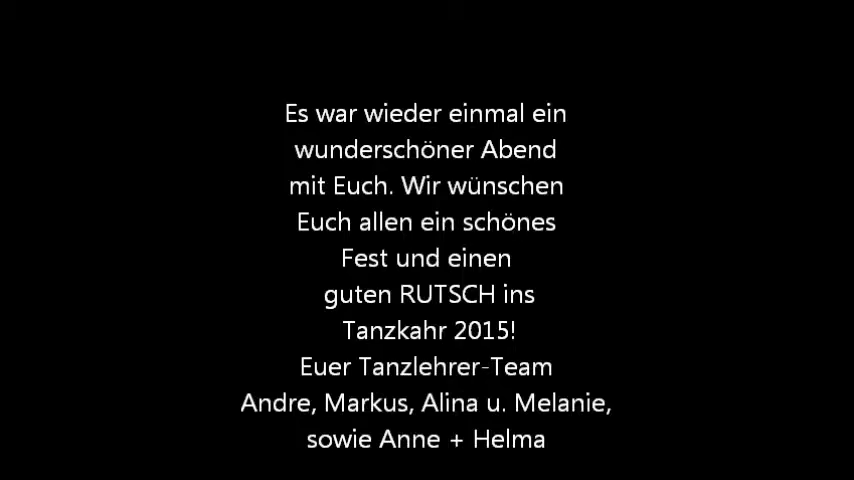 Es war wieder einmal ein
wunderschöner Abend
mit Euch. Wir wünschen
Euch allen ein schönes
Fest und einen
guten RUTSCH ins
Tanzkahr 2015!
Euer Tanzlehrer-Team
Andre, Markus, Alina u. Melanie,
sowie Anne + Helma